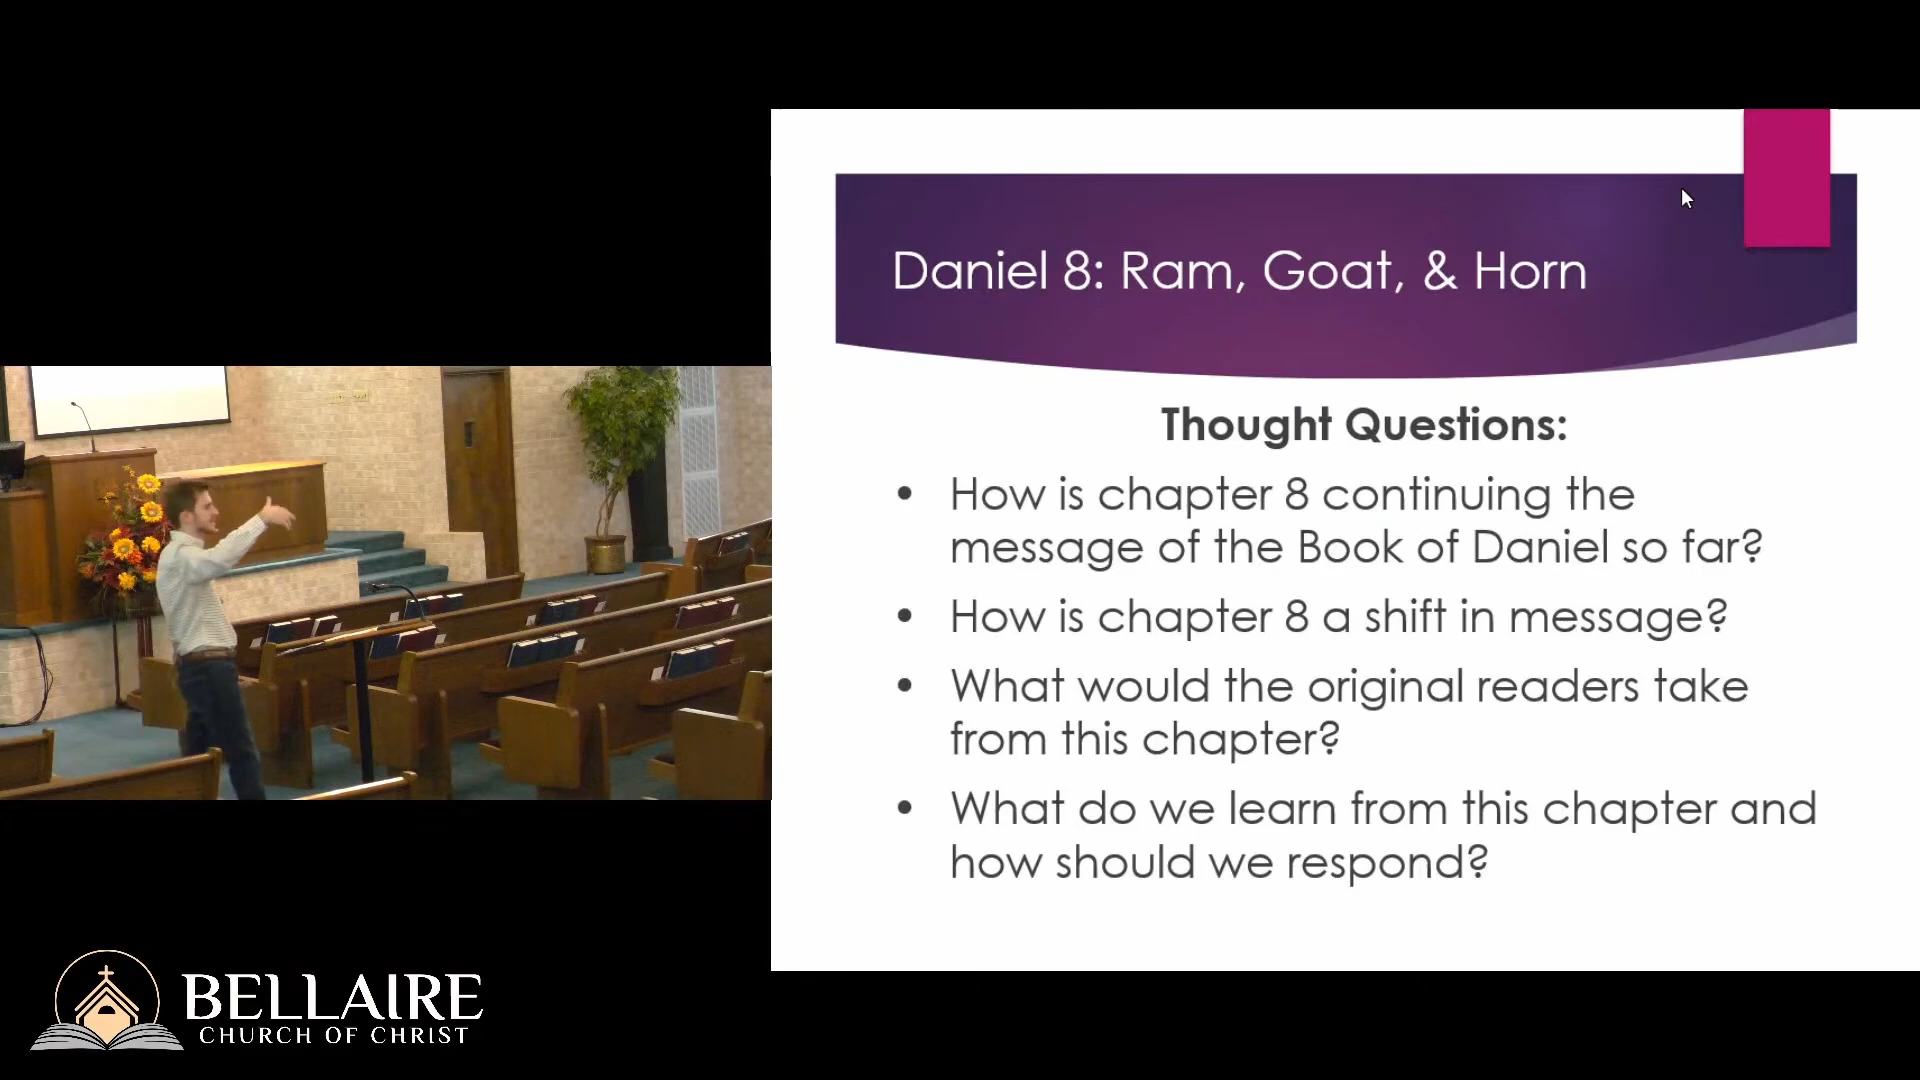 Daniel 8: Ram, Goat, & Horn
Thought Questions:
• How is chapter 8 continuing the
message of the Book of Daniel so far?
• How is chapter 8 a shift in message?
• What would the original readers take
from this chapter?
• What do we learn from this chapter and
how should we respond?
BELLAIRE
CHURCH OF CHRIST